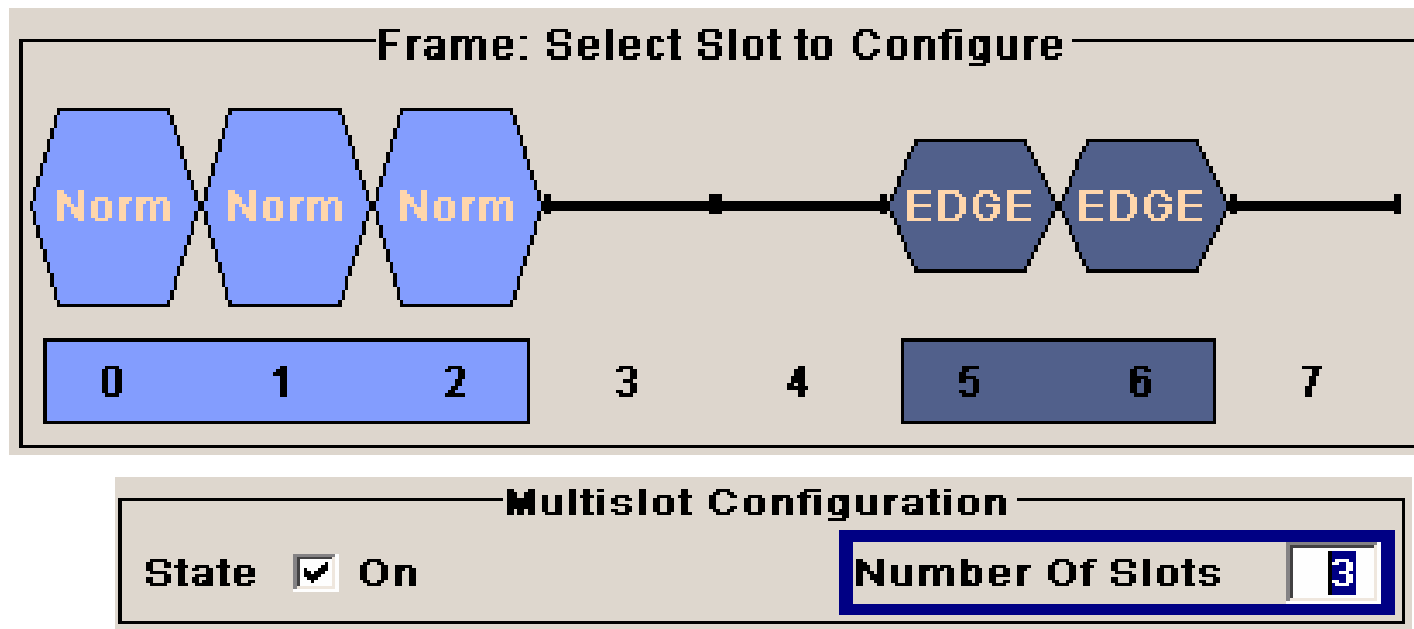 Frame: Select Slot to Configure
Norm Norm Norm EDGE EDGE
0 1 2 3 4 5 6 7
Multislot Configuration
State On Number Of Slots 3